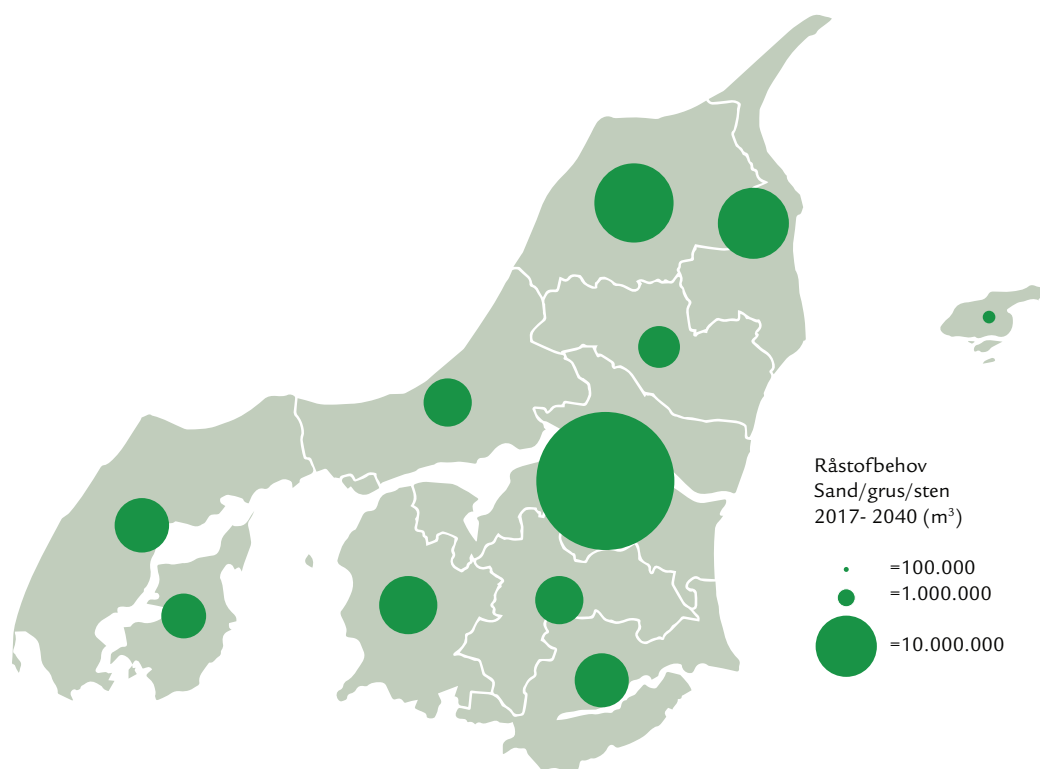 Råstofbehov
Sand/grus/sten
2017- 2040 (m³)
=100.000
=1.000.000
=10.000.000